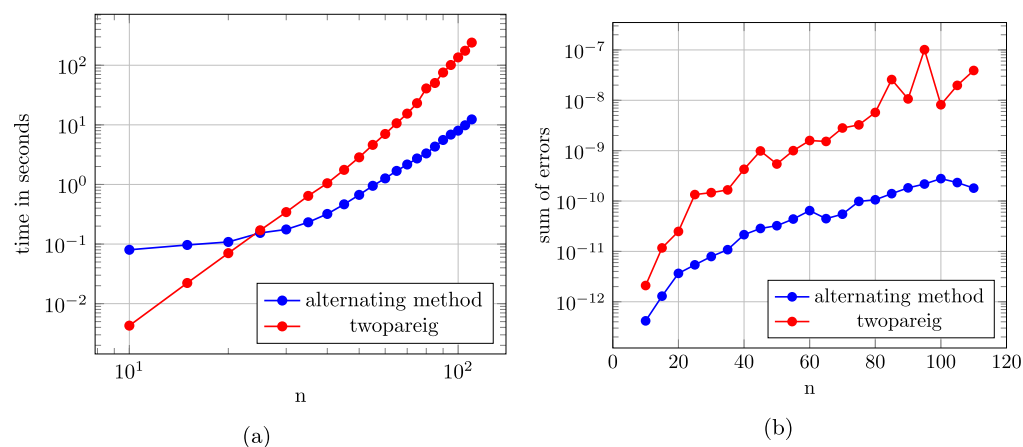 time in seconds
10^2
10^1
10^0
10^-1
10^-2
10^1
10^2
n
alternating method
twopareig
(a)
sum of errors
10^-7
10^-8
10^-9
10^-10
10^-11
10^-12
0 20 40 60 80 100 120
n
alternating method
twopareig
(b)